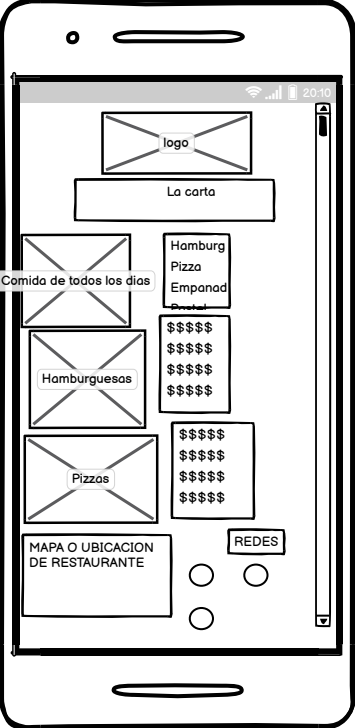 20:10
logo
La carta
Comida de todos los dias
Hamburg
Pizza
Empanad
Pastel
Hamburguesas
$$$$$
$$$$$
$$$$$
$$$$$
Pizzas
$$$$$
$$$$$
$$$$$
$$$$$
MAPA O UBICACION
DE RESTAURANTE
REDES